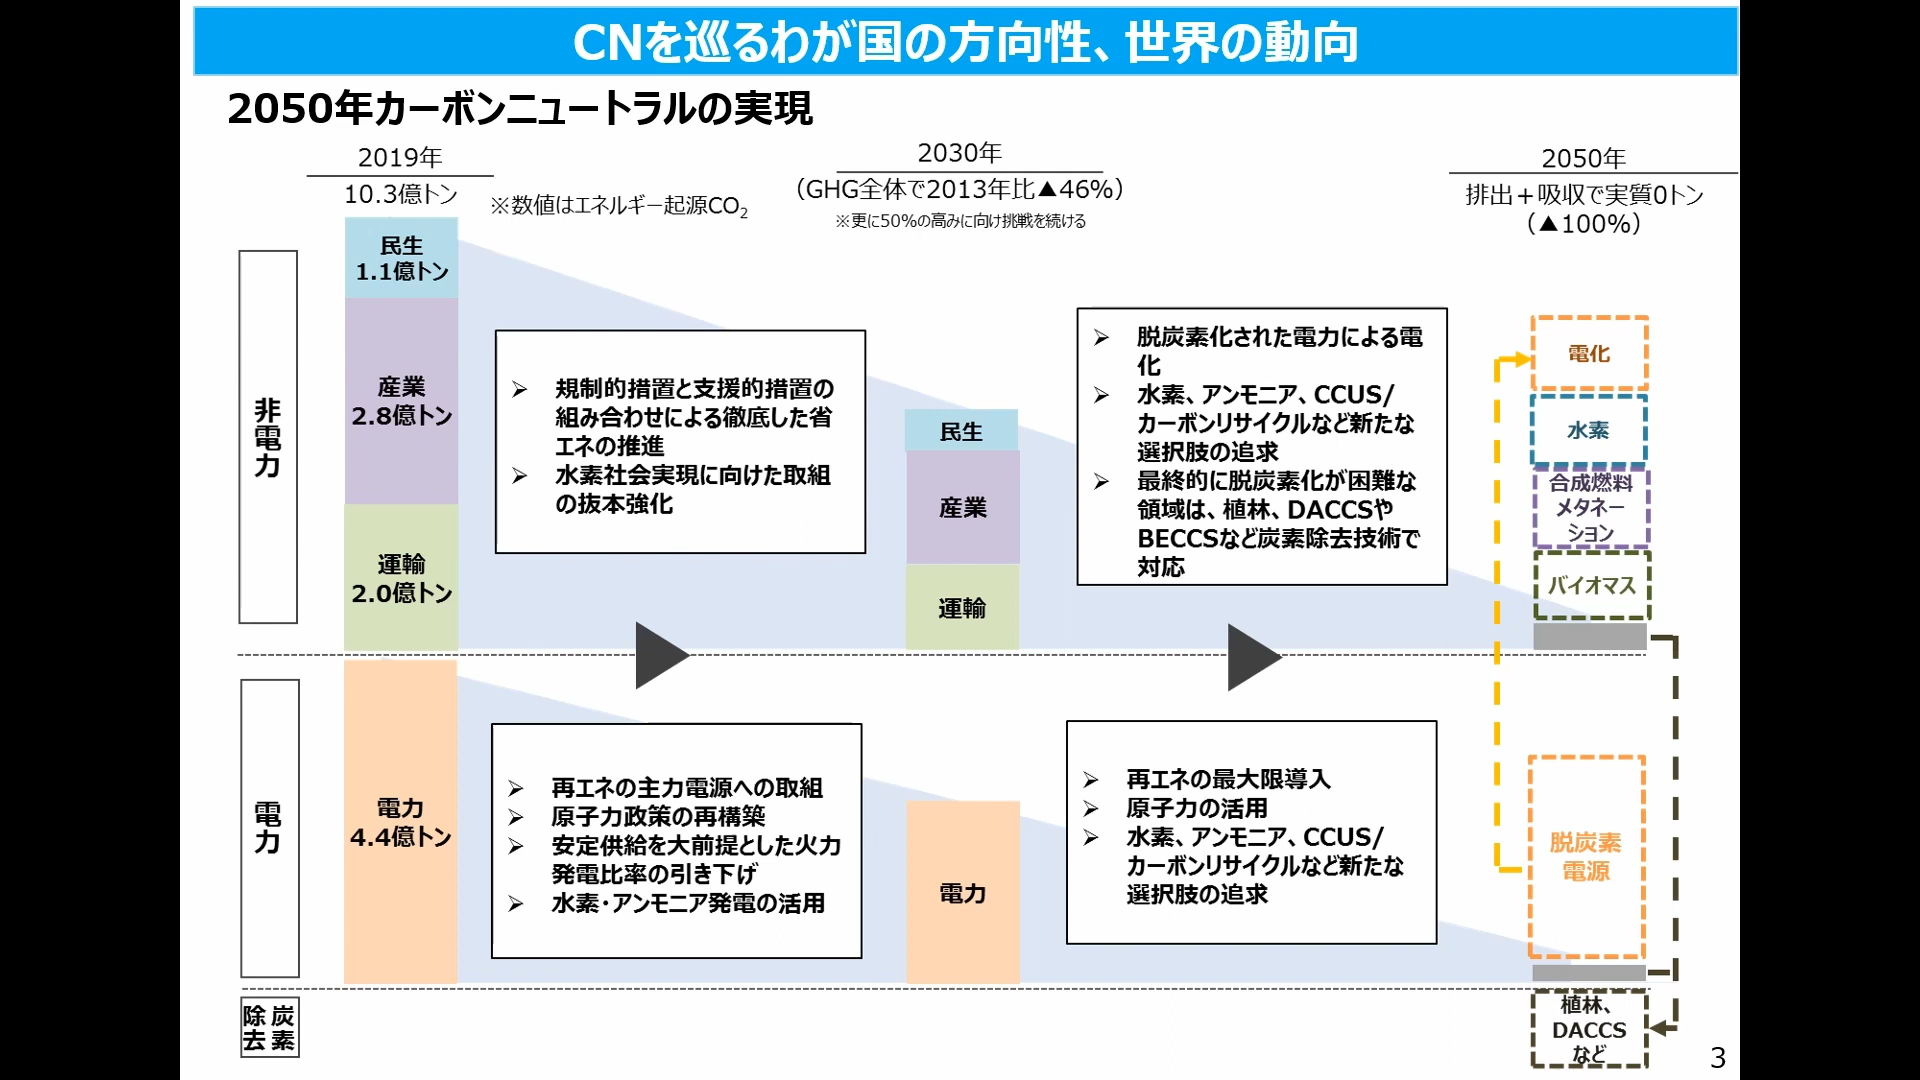 CNを巡るわが国の方向性、世界の動向
2050年カーボンニュートラルの実現
2019年
10.3億トン
※数値はエネルギー起源CO2
2030年
（GHG全体で2013年比▲46%）
※更に50%の高みに向け挑戦を続ける
2050年
排出＋吸収で実質0トン
（▲100%）
非電力
民生
1.1億トン
産業
2.8億トン
運輸
2.0億トン
➢ 規制的措置と支援的措置の
組み合わせによる徹底した省
エネの推進
➢ 水素社会実現に向けた取組
の抜本強化
民生
産業
運輸
➢ 脱炭素化された電力による電
化
➢ 水素、アンモニア、CCUS/
カーボンリサイクルなど新たな
選択肢の追求
➢ 最終的に脱炭素化が困難な
領域は、植林、DACCSや
BECCSなど炭素除去技術で
対応
電化
水素
合成燃料
メタネー
ション
バイオマス
電力
電力
4.4億トン
➢ 再エネの主力電源への取組
➢ 原子力政策の再構築
➢ 安定供給を大前提とした火力
発電比率の引き下げ
➢ 水素・アンモニア発電の活用
電力
➢ 再エネの最大限導入
➢ 原子力の活用
➢ 水素、アンモニア、CCUS/
カーボンリサイクルなど新たな
選択肢の追求
脱炭素
電源
炭素
除去
植林、
DACCS
など
3